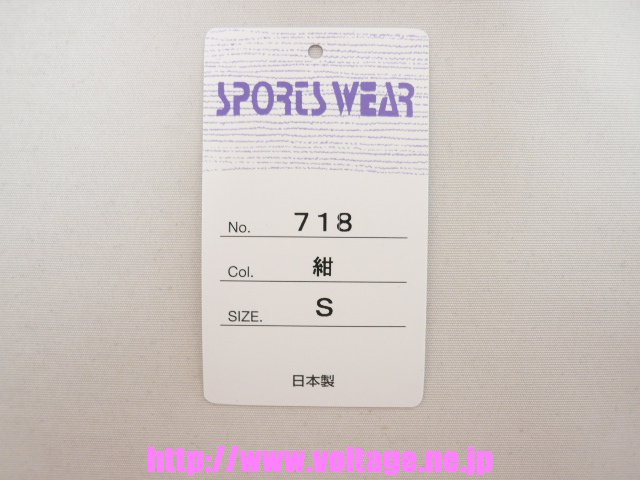 SPORTS WEAR
No. 718
Col. 紺
SIZE. S
日本製
http://www.voltage.ne.jp